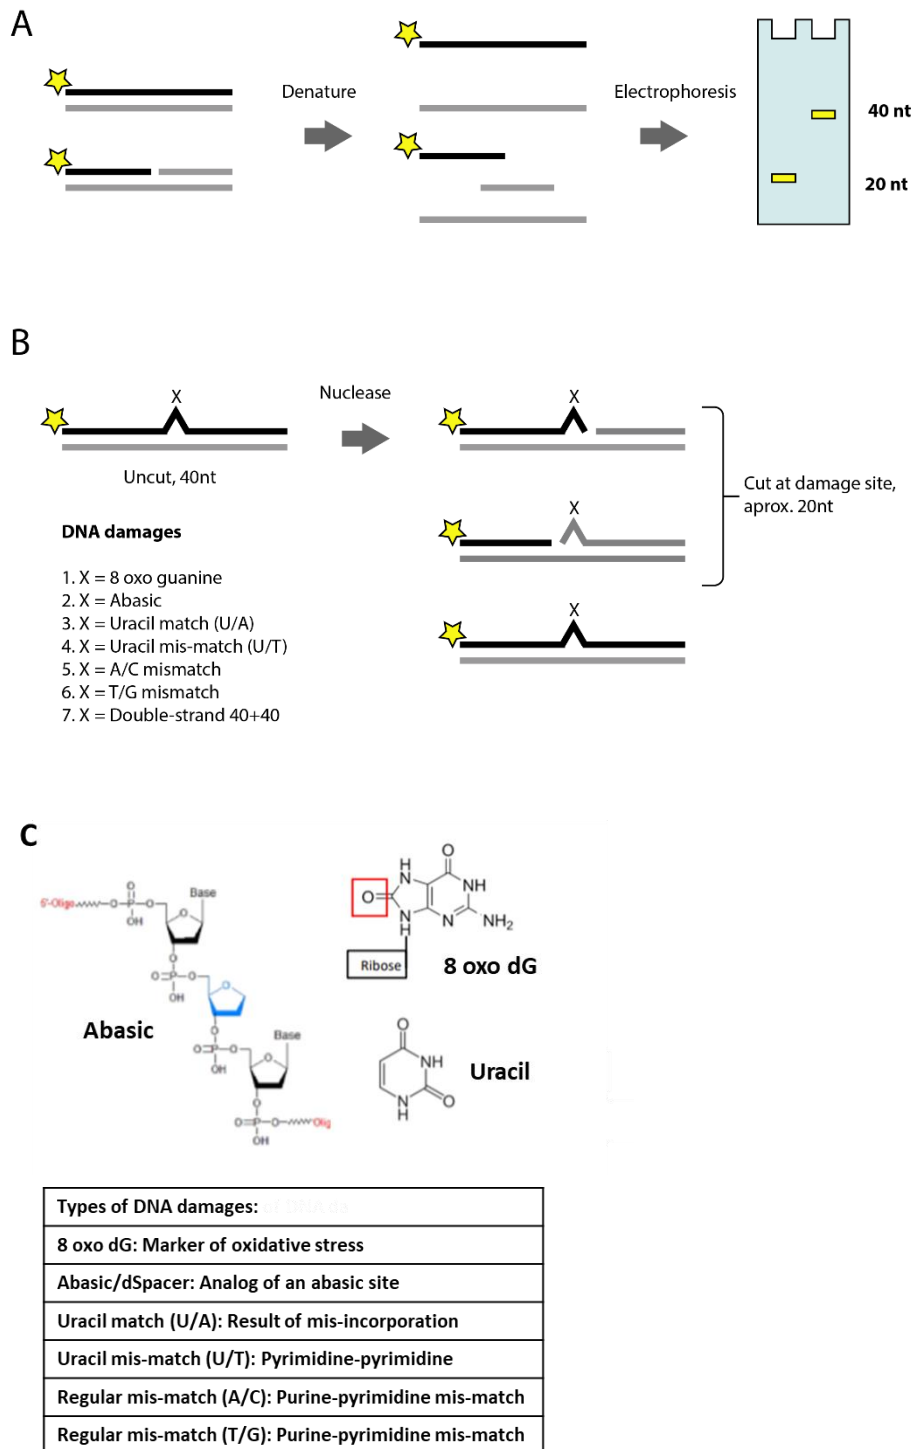 A
Denature
Electrophoresis
40 nt
20 nt
B
X
Nuclease
X
Uncut, 40nt
X
Cut at damage site,
aprox. 20nt
X
DNA damages
1. X = 8 oxo guanine
2. X = Abasic
3. X = Uracil match (U/A)
4. X = Uracil mis-match (U/T)
5. X = A/C mismatch
6. X = T/G mismatch
7. X = Double-strand 40+40
C
5'-Oligo
O
O
P
O
OH
Base
O
O
O
P
O
O
OH
O
Abasic
O
O
P
O
OH
Base
O
O
O
P
O
Olig
OH
O
H
N
O
NH
N
H
N
NH2
Ribose
8 oxo dG
O
NH
N
H
O
Uracil
Types of DNA damages:
8 oxo dG: Marker of oxidative stress
Abasic/dSpacer: Analog of an abasic site
Uracil match (U/A): Result of mis-incorporation
Uracil mis-match (U/T): Pyrimidine-pyrimidine
Regular mis-match (A/C): Purine-pyrimidine mis-match
Regular mis-match (T/G): Purine-pyrimidine mis-match